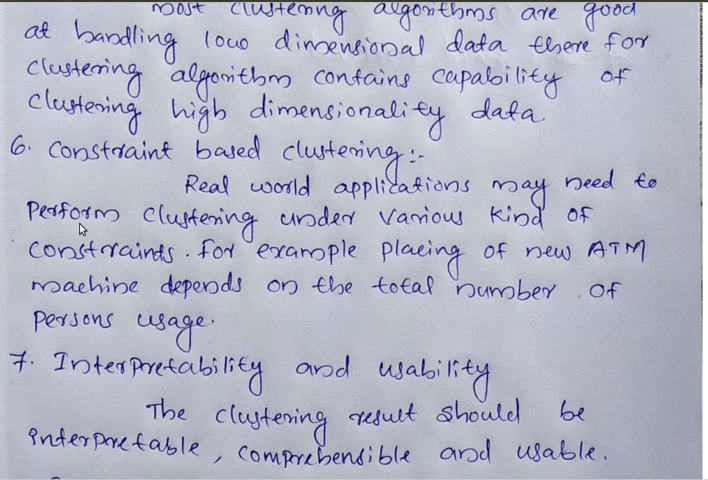 most clustering algorithms are good
at handling low dimensional data there for
clustering algorithm contains capability of
clustering high dimensionality data.
6. Constraint based clustering:-
Real world applications may need to
Perform clustering under various kind of
constraints. for example placing of new ATM
machine depends on the total number of
persons usage.
7. Interpretability and usability
The clustering result should be
interpretable, comprehensible and usable.